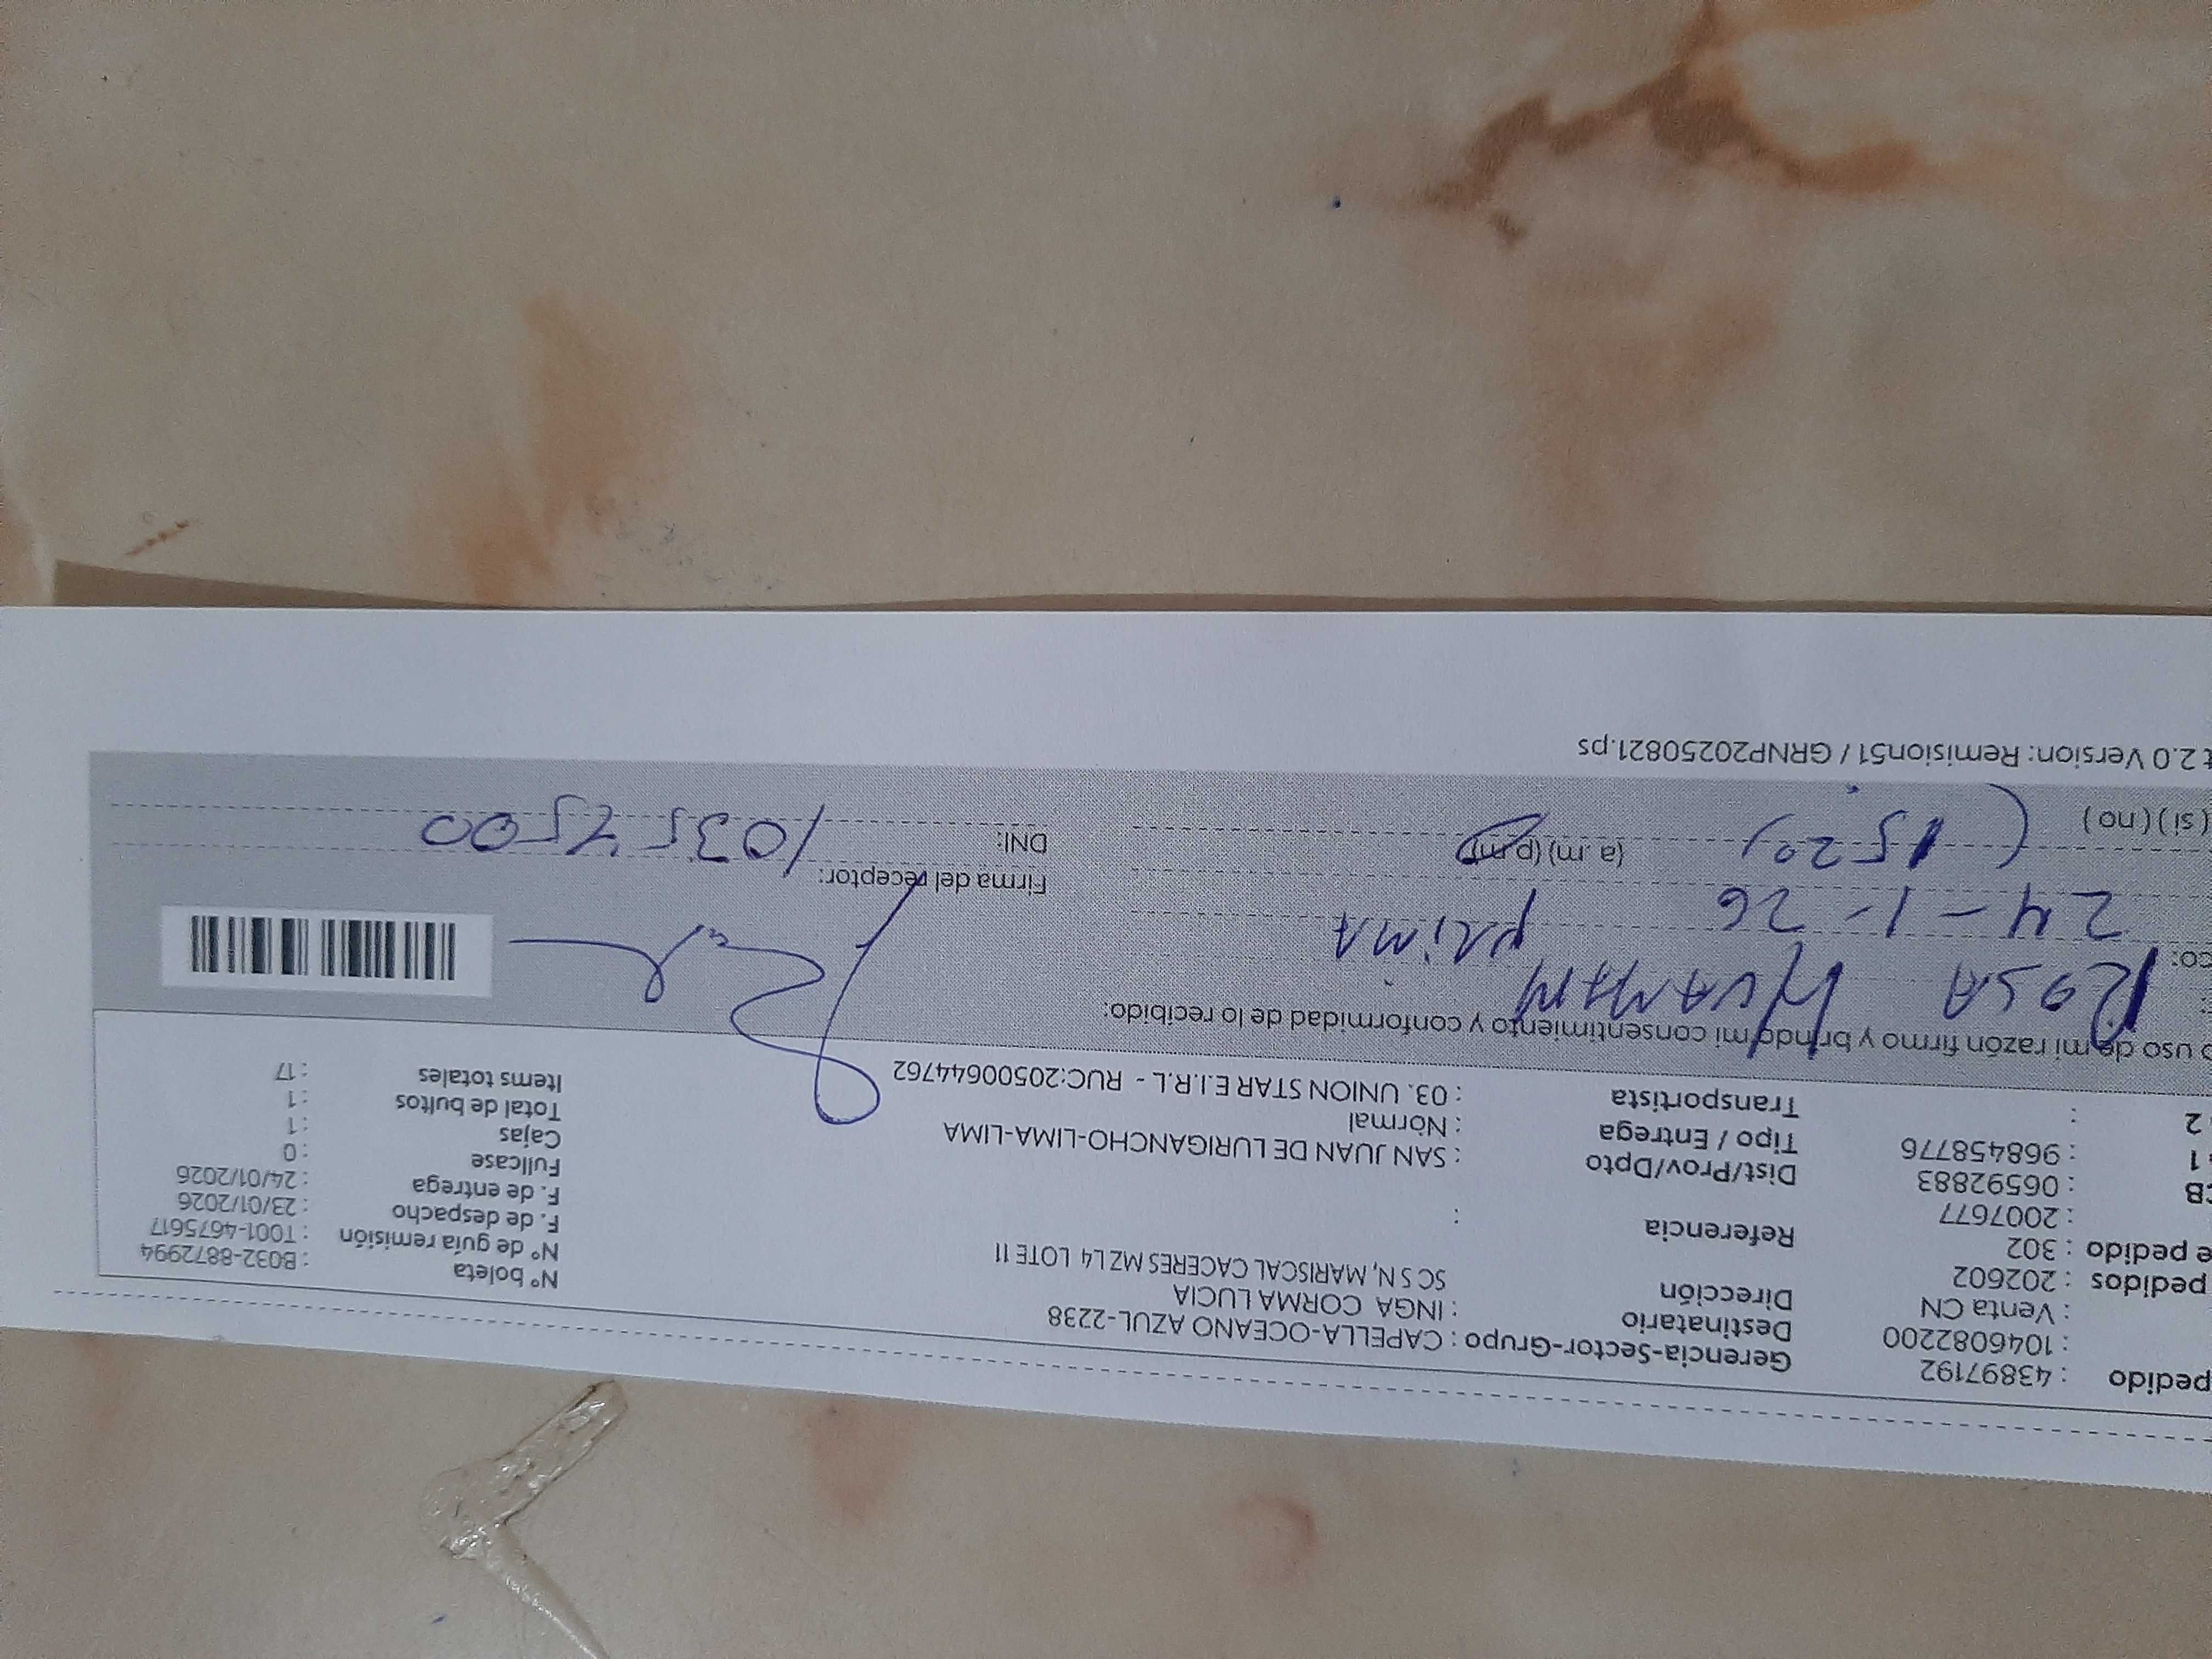 pedido : 43897192 Gerencia-Sector-Grupo : CAPELLA-OCEANO AZUL-2238
: 1046082200 Destinatario : INGA CORMA LUCIA
: Venta CN Dirección SC S N, MARISCAL CACERES MZ L4 LOTE 11
pedidos : 202602
e pedido : 302 Referencia :
: 2007677
CB : 06592883 Dist/Prov/Dpto : SAN JUAN DE LURIGANCHO-LIMA-LIMA
1 : 968458776 Tipo / Entrega : Normal
2 : Transportista : 03. UNION STAR E.I.R.L - RUC:20500644762
N° boleta : B032-8872994
N° de guía remisión : T001-4675617
F. de despacho : 23/01/2026
F. de entrega : 24/01/2026
Fullcase : 0
Cajas : 1
Total de bultos : 1
Items totales : 17
o uso de mi razón firmo y brindo mi consentimiento y conformidad de lo recibido:
ROSA HUAMAM
co: PRIMA
24-1-26 Firma del receptor:
(15 20) (a.m) (p.m) DNI: 10354500
(si) (no)
t 2.0 Version: Remision51 / GRNP20250821.ps